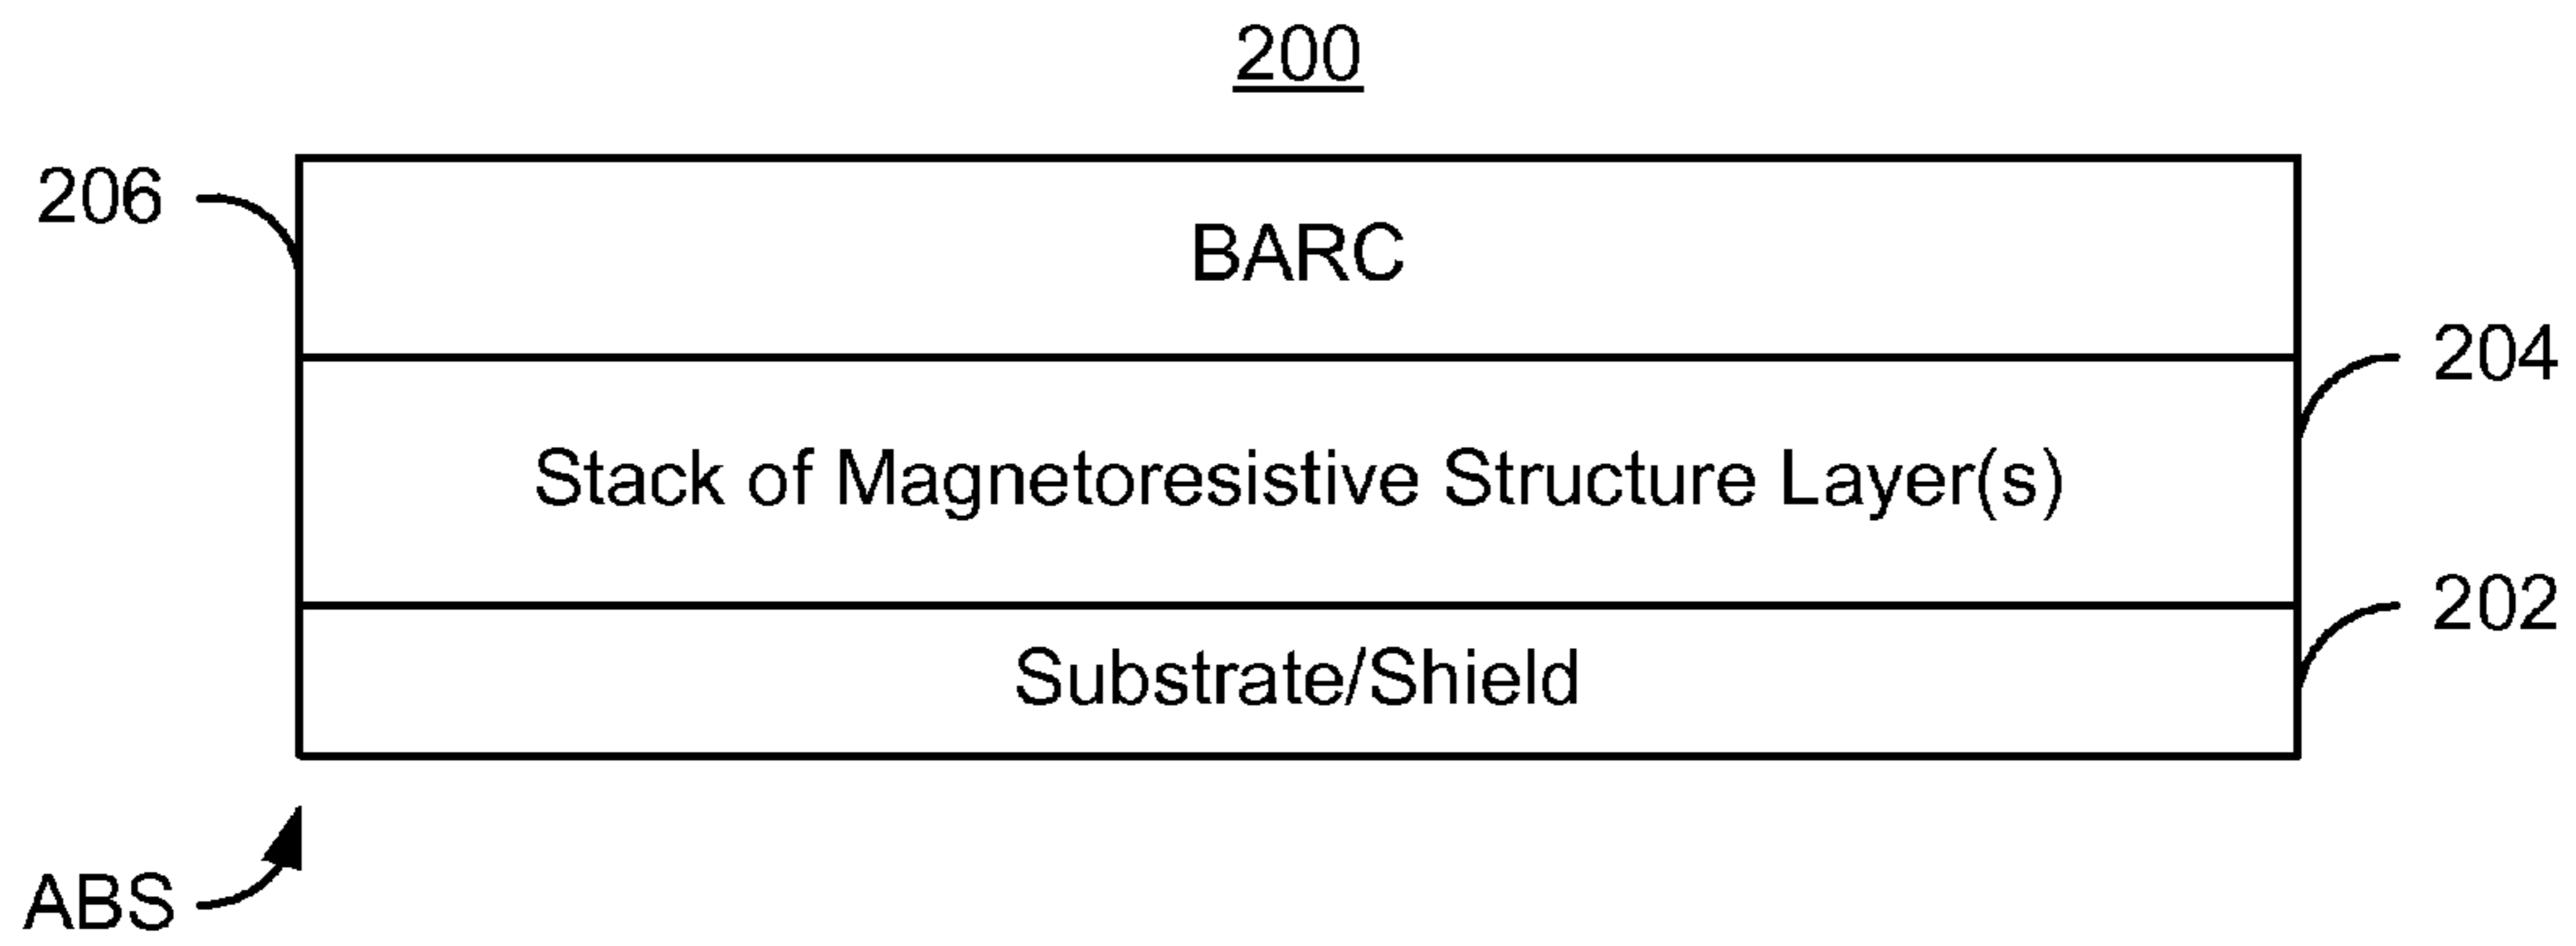 200
206
BARC
204
Stack of Magnetoresistive Structure Layer(s)
202
Substrate/Shield
ABS